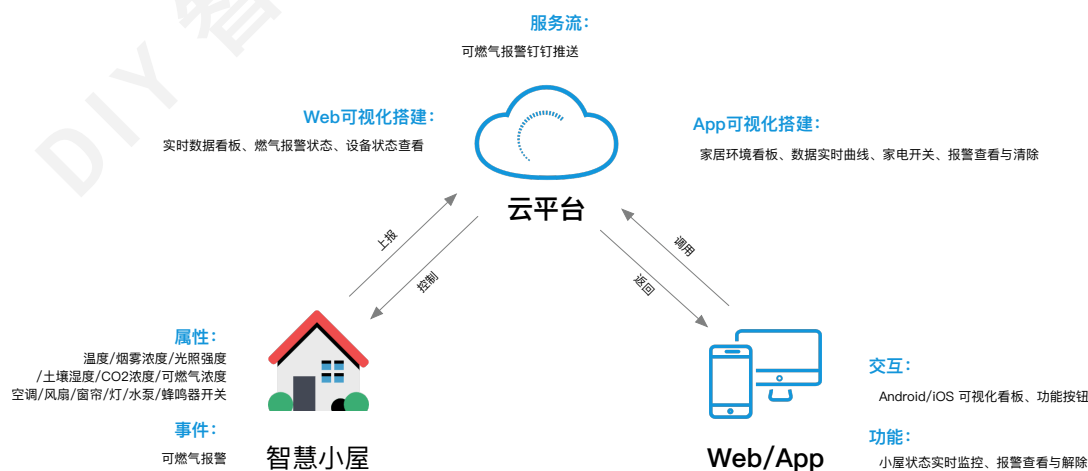 DIY 智
服务流：
可燃气报警钉钉推送
Web可视化搭建：
实时数据看板、燃气报警状态、设备状态查看
App可视化搭建：
家居环境看板、数据实时曲线、家电开关、报警查看与清除
云平台
上报
控制
调用
返回
属性：
温度/烟雾浓度/光照强度
/土壤湿度/CO2浓度/可燃气浓度
空调/风扇/窗帘/灯/水泵/蜂鸣器开关
事件：
可燃气报警
智慧小屋
Web/App
交互：
Android/iOS 可视化看板、功能按钮
功能：
小屋状态实时监控、报警查看与解除